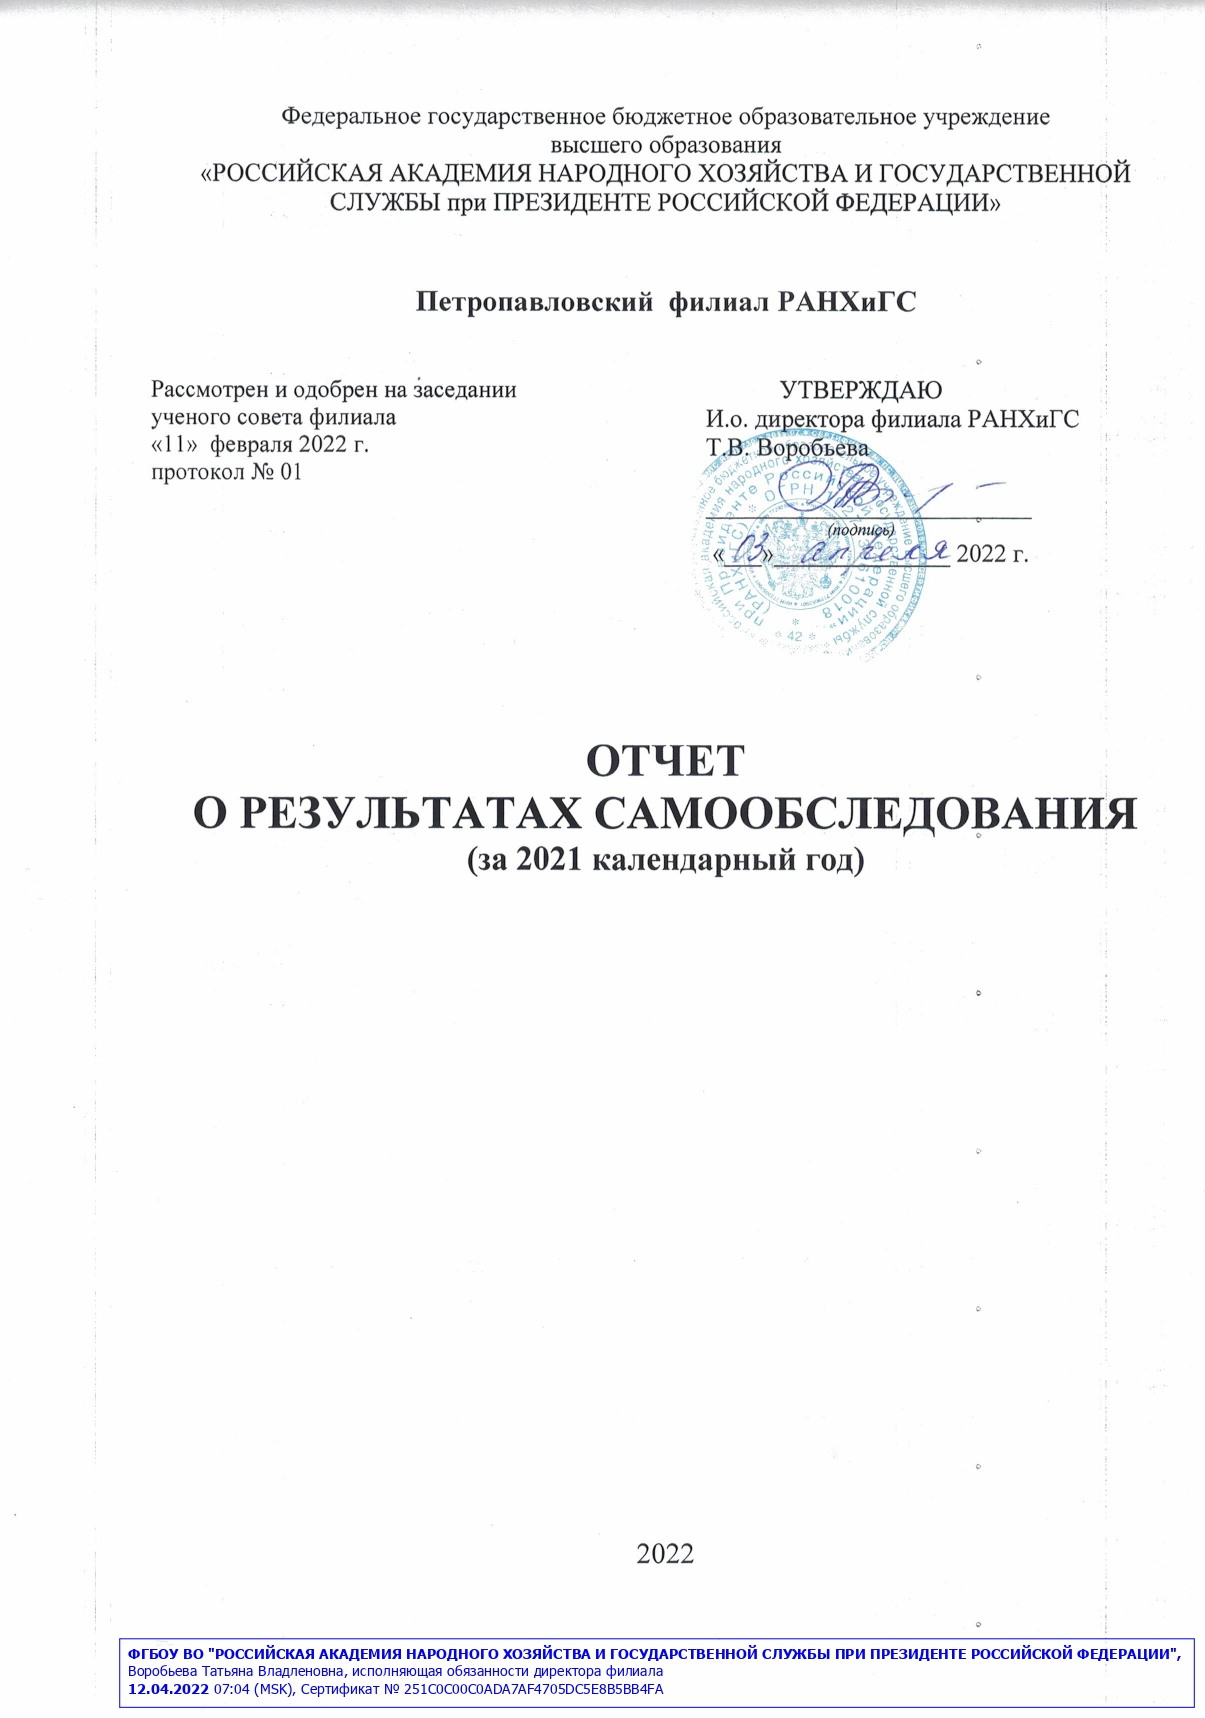 Федеральное государственное бюджетное образовательное учреждение
высшего образования
«РОССИЙСКАЯ АКАДЕМИЯ НАРОДНОГО ХОЗЯЙСТВА И ГОСУДАРСТВЕННОЙ
СЛУЖБЫ при ПРЕЗИДЕНТЕ РОССИЙСКОЙ ФЕДЕРАЦИИ»
Петропавловский филиал РАНХиГС
Рассмотрен и одобрен на заседании
ученого совета филиала
«11» февраля 2022 г.
протокол № 01
УТВЕРЖДАЮ
И.о. директора филиала РАНХиГС
Т.В. Воробьева
(подпись)
«03» апреля 2022 г.
* 42 *
ОТЧЕТ
О РЕЗУЛЬТАТАХ САМООБСЛЕДОВАНИЯ
(за 2021 календарный год)
2022
ФГБОУ ВО "РОССИЙСКАЯ АКАДЕМИЯ НАРОДНОГО ХОЗЯЙСТВА И ГОСУДАРСТВЕННОЙ СЛУЖБЫ ПРИ ПРЕЗИДЕНТЕ РОССИЙСКОЙ ФЕДЕРАЦИИ",
Воробьева Татьяна Владленовна, исполняющая обязанности директора филиала
12.04.2022 07:04 (MSK), Сертификат № 251C0C00C0ADA7AF4705DC5E8B5BB4FA